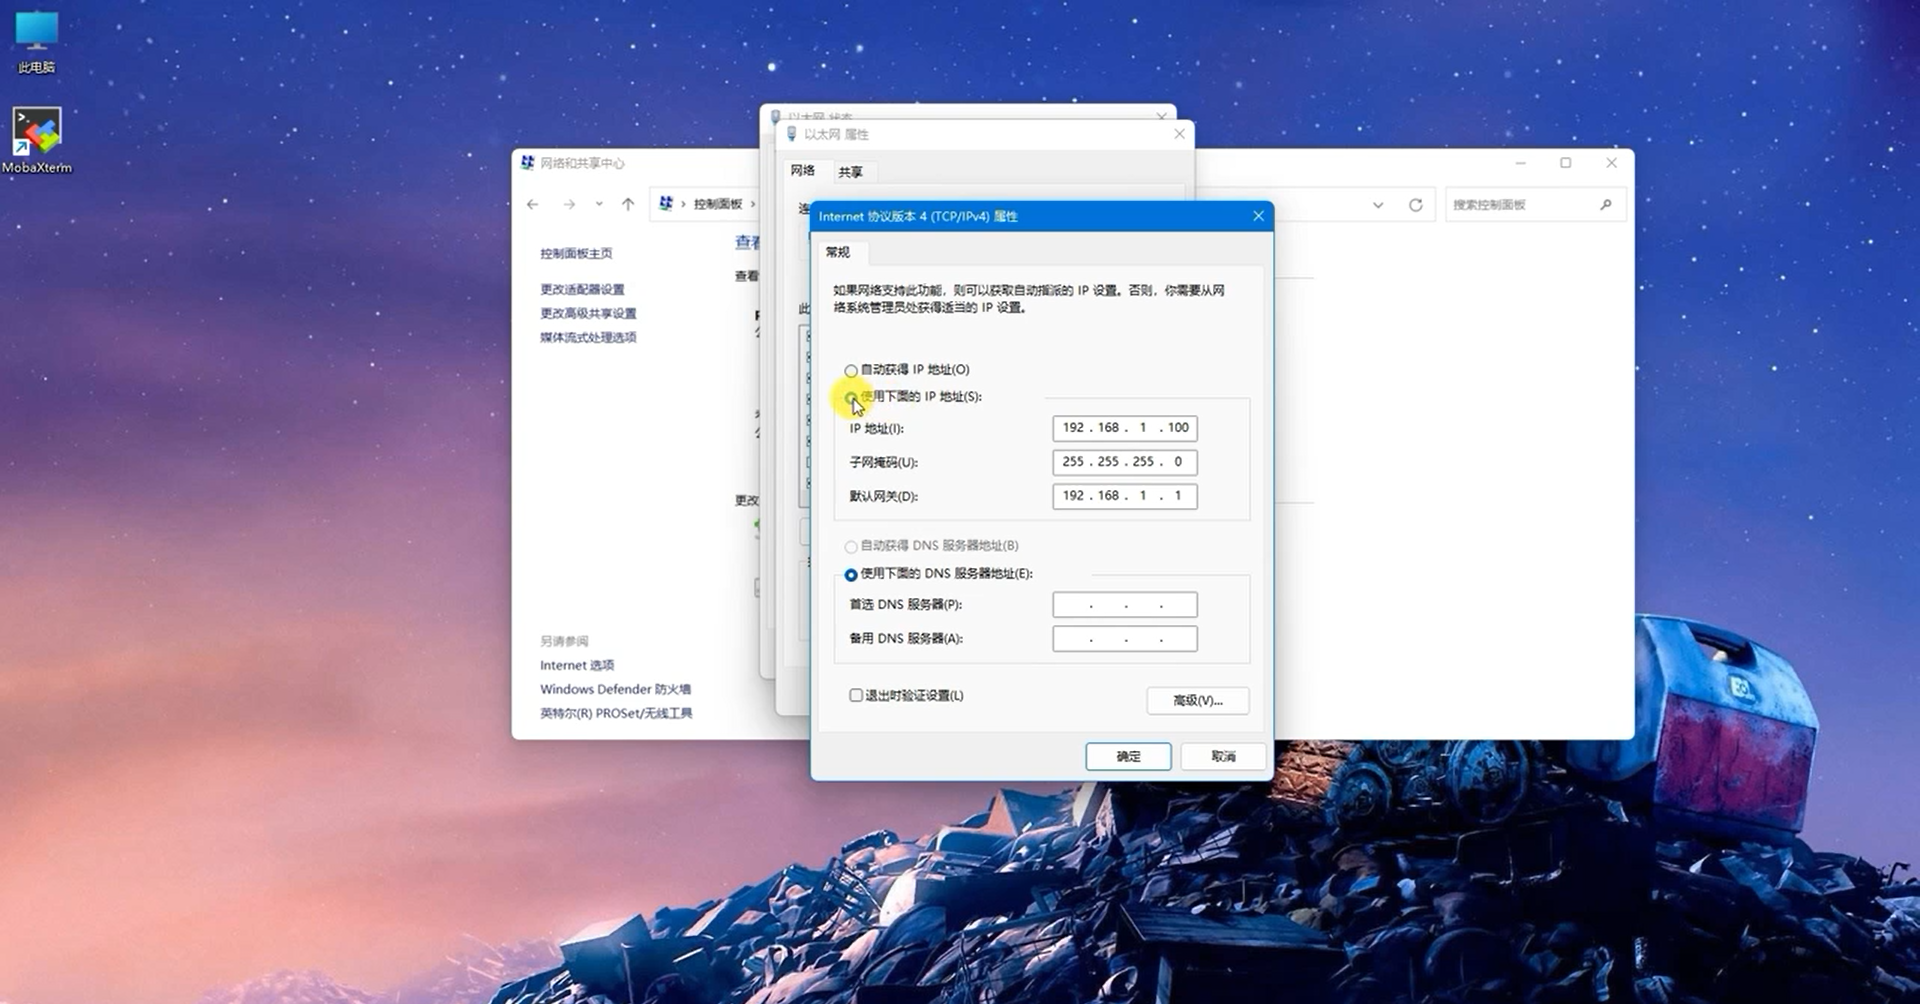 此电脑
MobaXterm
以太网 状态
以太网 属性
网络 共享
网络和共享中心
控制面板
搜索控制面板
控制面板主页
更改适配器设置
更改高级共享设置
媒体流式处理选项
查看
查看
更改
另请参阅
Internet 选项
Windows Defender 防火墙
英特尔(R) PROSet/无线工具
Internet 协议版本 4 (TCP/IPv4) 属性
常规
如果网络支持此功能，则可以获取自动指派的 IP 设置。否则，你需要从网
络系统管理员处获得适当的 IP 设置。
自动获得 IP 地址(O)
使用下面的 IP 地址(S):
IP 地址(I): 192 . 168 . 1 . 100
子网掩码(U): 255 . 255 . 255 . 0
默认网关(D): 192 . 168 . 1 . 1
自动获得 DNS 服务器地址(B)
使用下面的 DNS 服务器地址(E):
首选 DNS 服务器(P): . . .
备用 DNS 服务器(A): . . .
退出时验证设置(L)
高级(V)...
确定 取消